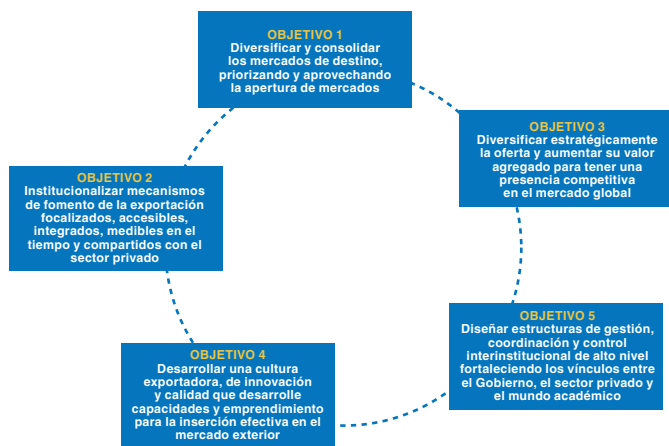 OBJETIVO 1
Diversificar y consolidar
los mercados de destino,
priorizando y aprovechando
la apertura de mercados
OBJETIVO 3
Diversificar estratégicamente
la oferta y aumentar su valor
agregado para tener una
presencia competitiva
en el mercado global
OBJETIVO 2
Institucionalizar mecanismos
de fomento de la exportación
focalizados, accesibles,
integrados, medibles en el
tiempo y compartidos con el
sector privado
OBJETIVO 5
Diseñar estructuras de gestión,
coordinación y control
interinstitucional de alto nivel
fortaleciendo los vínculos entre
el Gobierno, el sector privado y
el mundo académico
OBJETIVO 4
Desarrollar una cultura
exportadora, de innovación
y calidad que desarrolle
capacidades y emprendimiento
para la inserción efectiva en el
mercado exterior